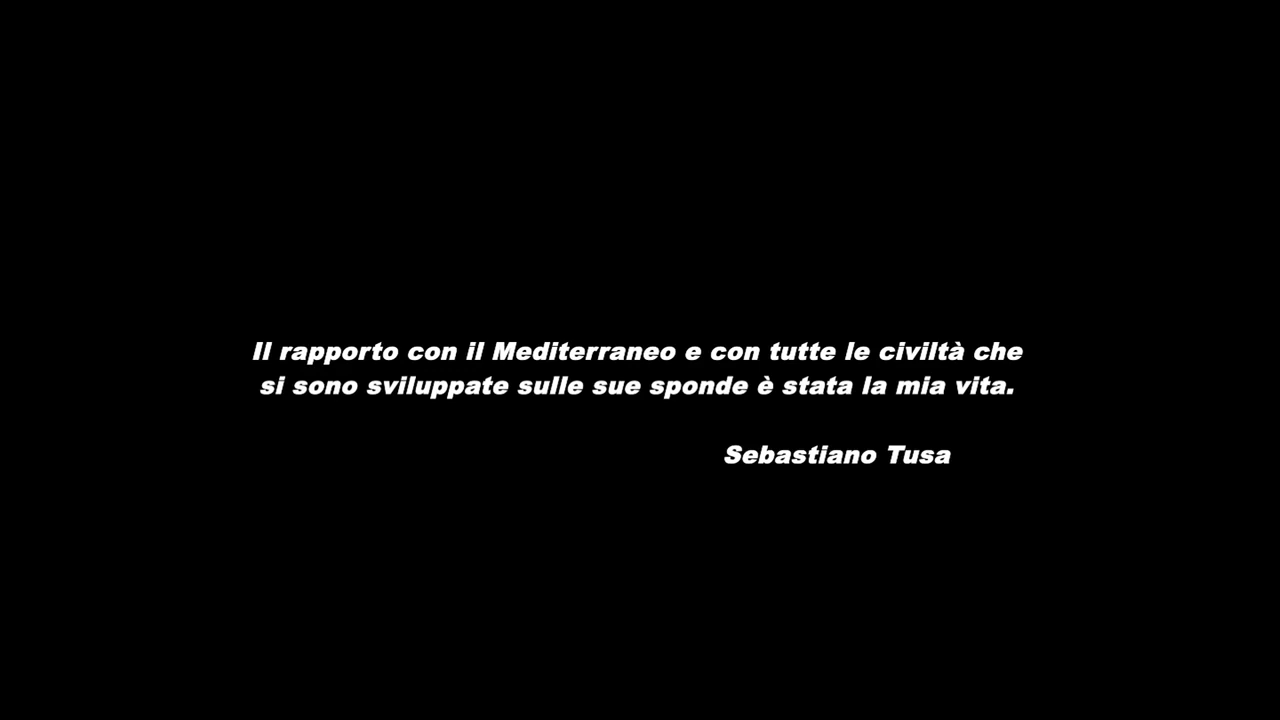 Il rapporto con il Mediterraneo e con tutte le civiltà che
si sono sviluppate sulle sue sponde è stata la mia vita.
Sebastiano Tusa